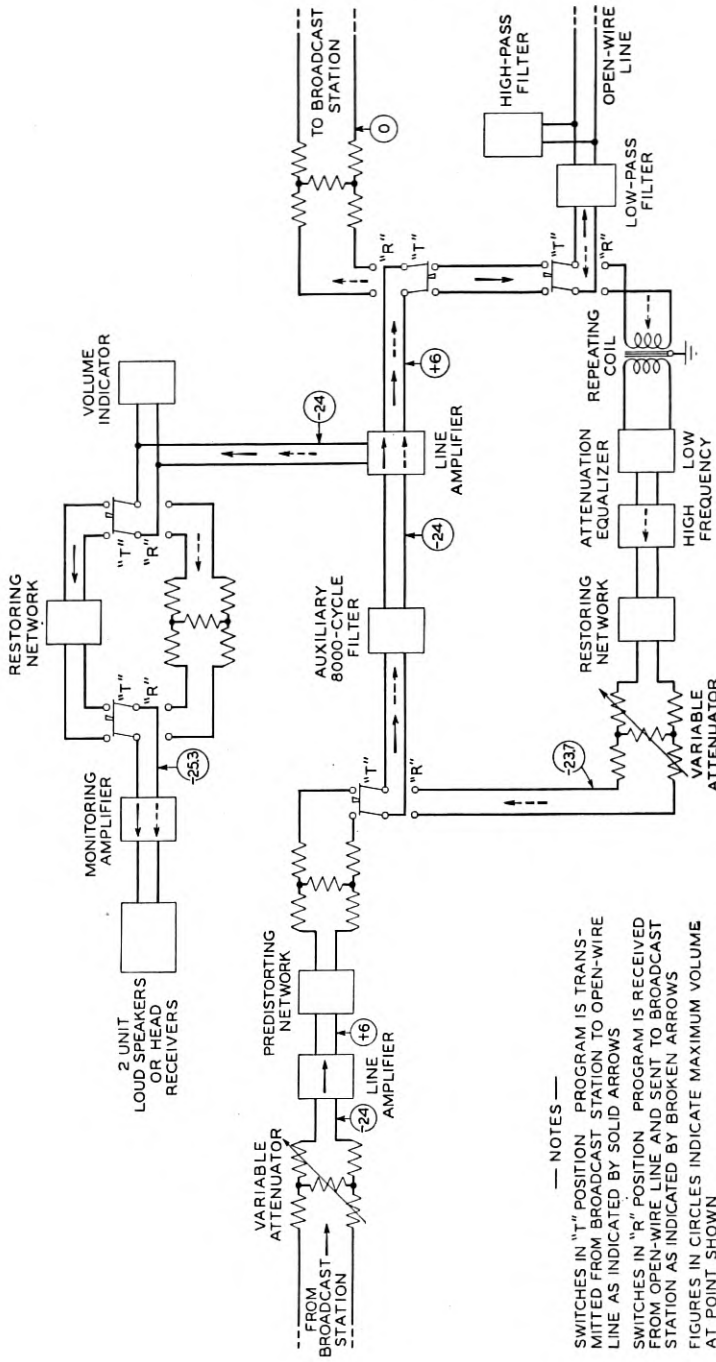 2 UNIT
LOUD SPEAKERS
OR HEAD
RECEIVERS
MONITORING
AMPLIFIER
-25.3
"T"
"R"
RESTORING
NETWORK
"T"
"R"
VOLUME
INDICATOR
-24
FROM
BROADCAST
STATION
VARIABLE
ATTENUATOR
-24
LINE
AMPLIFIER
+6
PREDISTORTING
NETWORK
"T"
"R"
AUXILIARY
8000-CYCLE
FILTER
-24
LINE
AMPLIFIER
+6
"R"
"T"
TO BROADCAST
STATION
0
"T"
"R"
HIGH-PASS
FILTER
LOW-PASS
FILTER
OPEN-WIRE
LINE
REPEATING
COIL
ATTENUATION
EQUALIZER
LOW
FREQUENCY
HIGH
RESTORING
NETWORK
VARIABLE
ATTENUATOR
-23.7
— NOTES —
SWITCHES IN "T" POSITION PROGRAM IS TRANS-
MITTED FROM BROADCAST STATION TO OPEN-WIRE
LINE AS INDICATED BY SOLID ARROWS
SWITCHES IN "R" POSITION PROGRAM IS RECEIVED
FROM OPEN-WIRE LINE AND SENT TO BROADCAST
STATION AS INDICATED BY BROKEN ARROWS
FIGURES IN CIRCLES INDICATE MAXIMUM VOLUME
AT POINT SHOWN